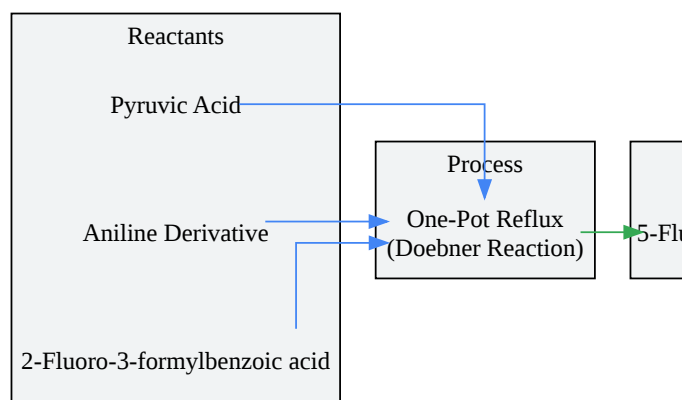 Reactants
Pyruvic Acid
Process
One-Pot Reflux
(Doebner Reaction)
Aniline Derivative
2-Fluoro-3-formylbenzoic acid